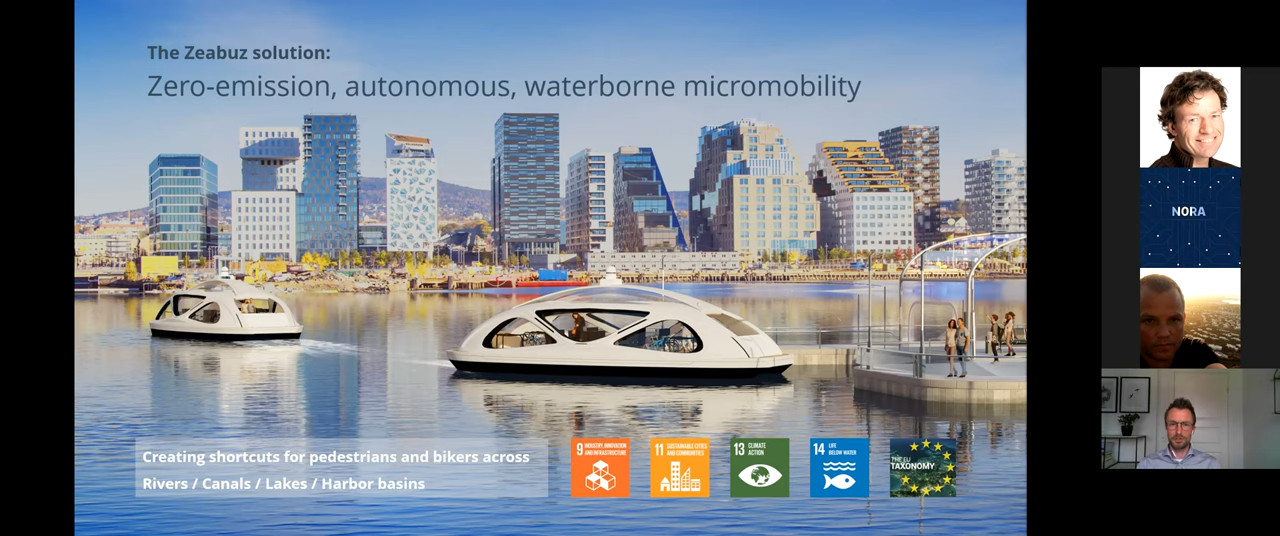 The Zeabuz solution:
Zero-emission, autonomous, waterborne micromobility
Creating shortcuts for pedestrians and bikers across
Rivers / Canals / Lakes / Harbor basins
9 INDUSTRY, INNOVATION
AND INFRASTRUCTURE
11 SUSTAINABLE CITIES
AND COMMUNITIES
13 CLIMATE
ACTION
14 LIFE
BELOW WATER
THE EU
TAXONOMY
NORA